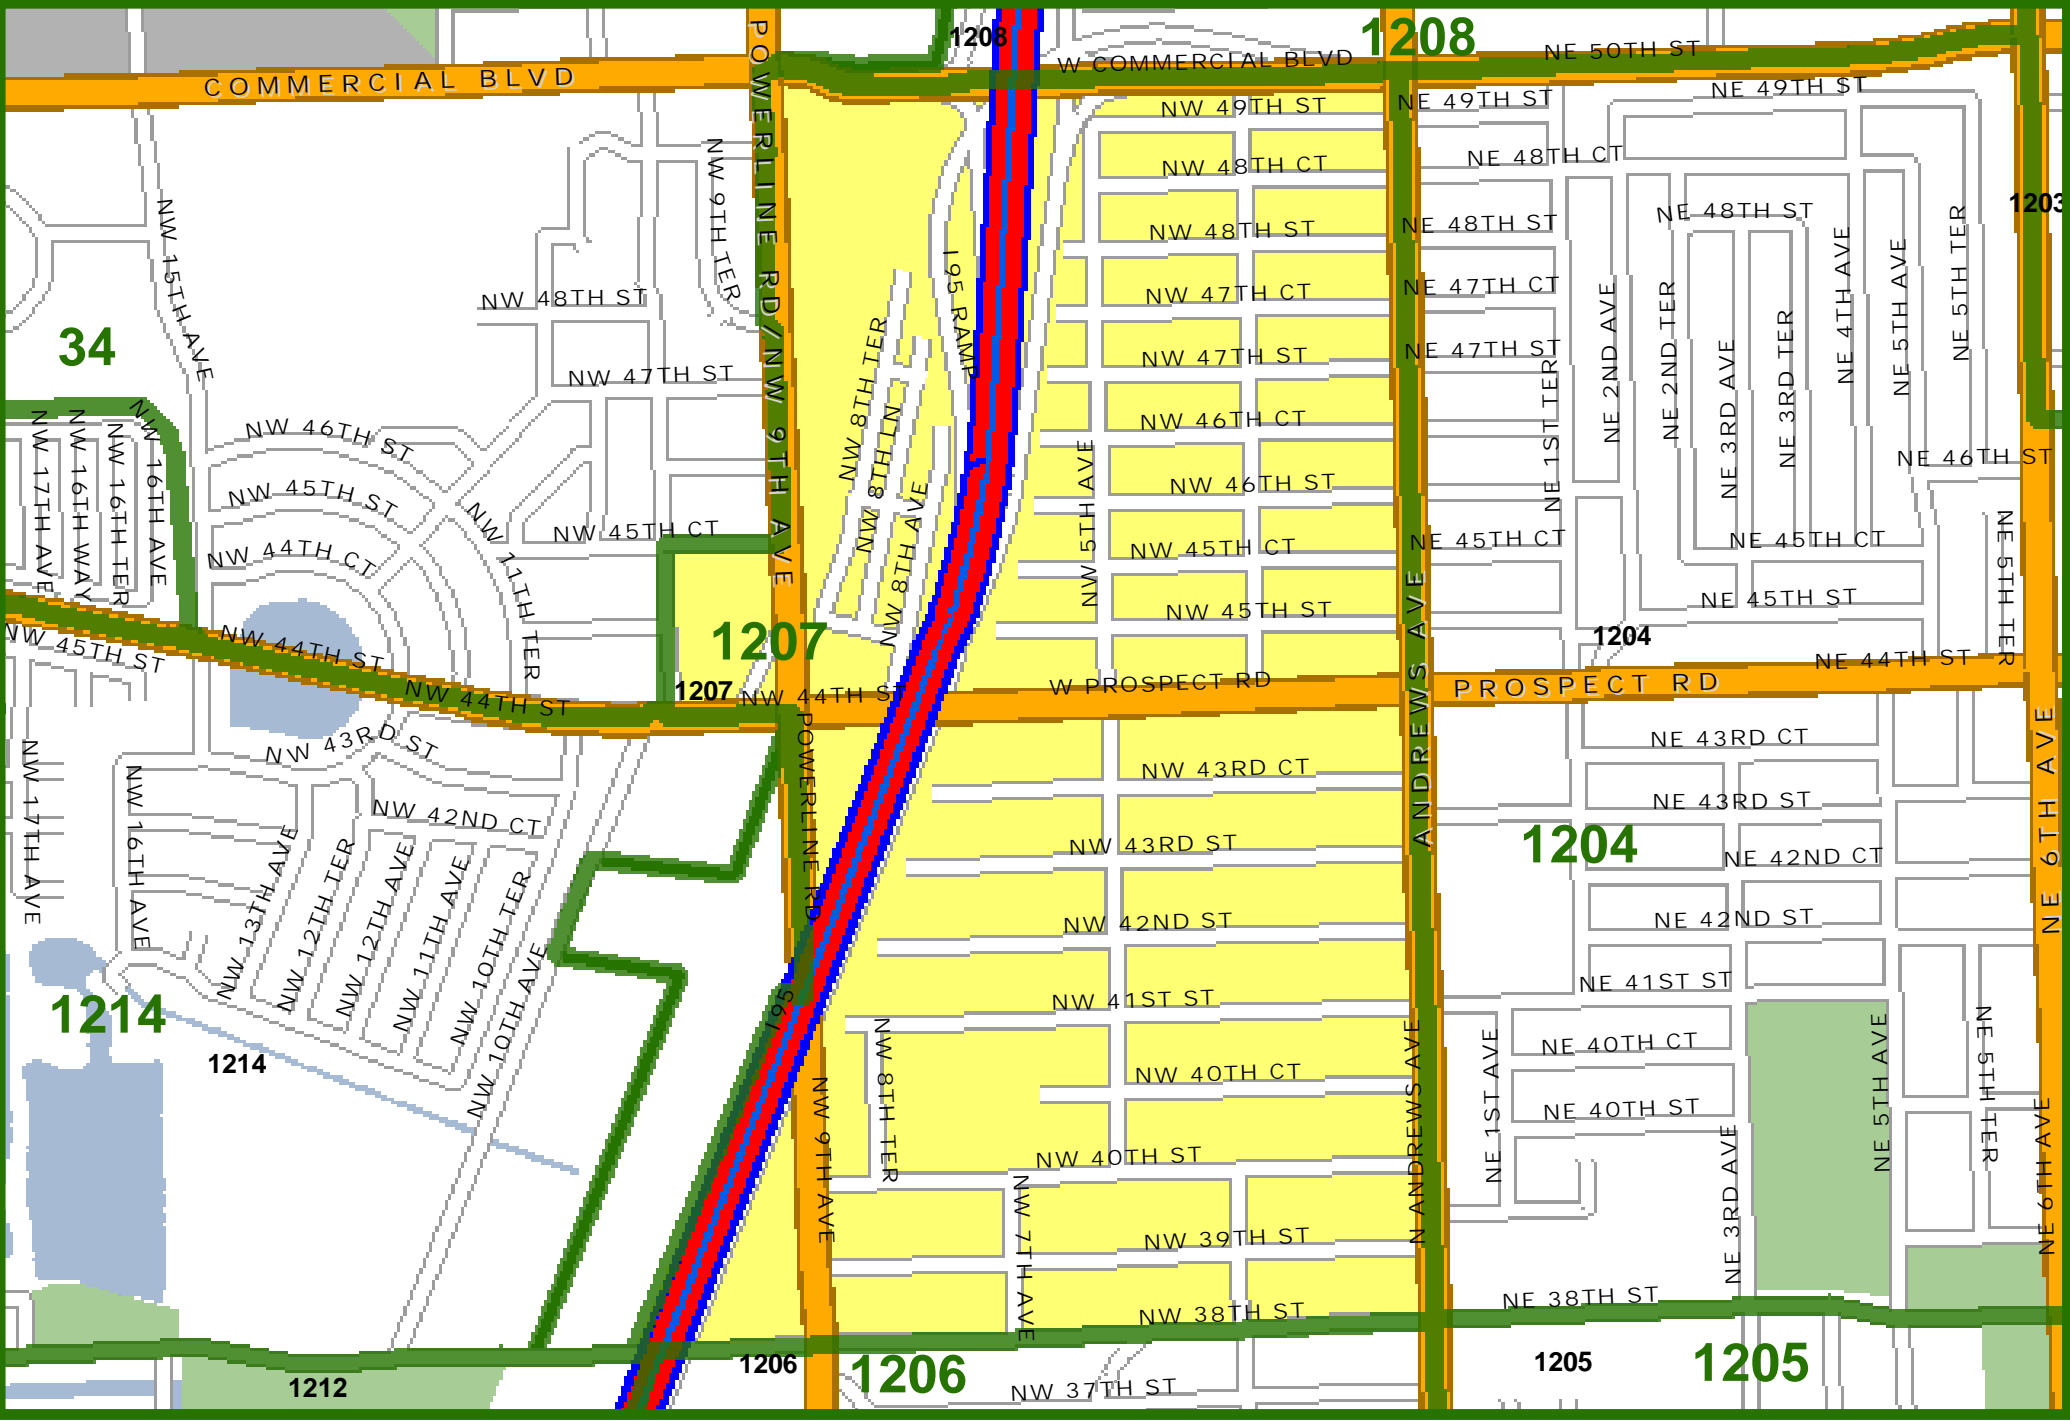 1208
1208
NE 50TH ST
W COMMERCIAL BLVD
COMMERCIAL BLVD
POWERLINE RD/NW 9TH AVE
NW 49TH ST
NE 49TH ST
NE 49TH ST
NW 48TH CT
NE 48TH CT
NW 9TH TER
NW 15TH AVE
1203
NW 48TH ST
NE 48TH ST
NE 48TH ST
NE 5TH TER
I95 RAMP
NW 48TH ST
NW 47TH CT
NE 47TH CT
NE 2ND AVE
NE 2ND TER
NE 3RD AVE
NE 3RD TER
NE 4TH AVE
NE 5TH AVE
34
NW 47TH ST
NW 47TH ST
NE 47TH ST
NE 1ST TER
NW 8TH TER
NW 8TH LN
NW 8TH AVE
NW 46TH CT
NW 5TH AVE
NW 17TH AVE
NW 16TH WAY
NW 16TH TER
NW 16TH AVE
NW 46TH ST
NW 45TH ST
NW 44TH CT
NW 11TH TER
NW 45TH CT
NW 46TH ST
NE 46TH ST
NW 45TH CT
NE 45TH CT
NE 45TH CT
NE 5TH TER
NW 45TH ST
NE 45TH ST
ANDREWS AVE
1204
1207
1207
NW 45TH ST
NW 44TH ST
NW 44TH ST
NW 44TH ST
W PROSPECT RD
PROSPECT RD
NE 44TH ST
NW 43RD ST
POWERLINE RD
NW 43RD CT
NE 43RD CT
NE 6TH AVE
NW 17TH AVE
NW 16TH AVE
NW 42ND CT
NW 43RD ST
NE 43RD ST
1204
NE 42ND CT
NW 13TH AVE
NW 12TH TER
NW 12TH AVE
NW 11TH AVE
NW 10TH TER
NW 10TH AVE
NW 42ND ST
NE 42ND ST
I95
NW 41ST ST
NE 41ST ST
1214
1214
NW 8TH TER
NW 40TH CT
N ANDREWS AVE
NE 1ST AVE
NE 40TH CT
NE 5TH AVE
NE 5TH TER
NE 40TH ST
NE 3RD AVE
NE 6TH AVE
NW 9TH AVE
NW 40TH ST
NW 7TH AVE
NW 39TH ST
NW 38TH ST
NE 38TH ST
1212
1206
1206
NW 37TH ST
1205
1205